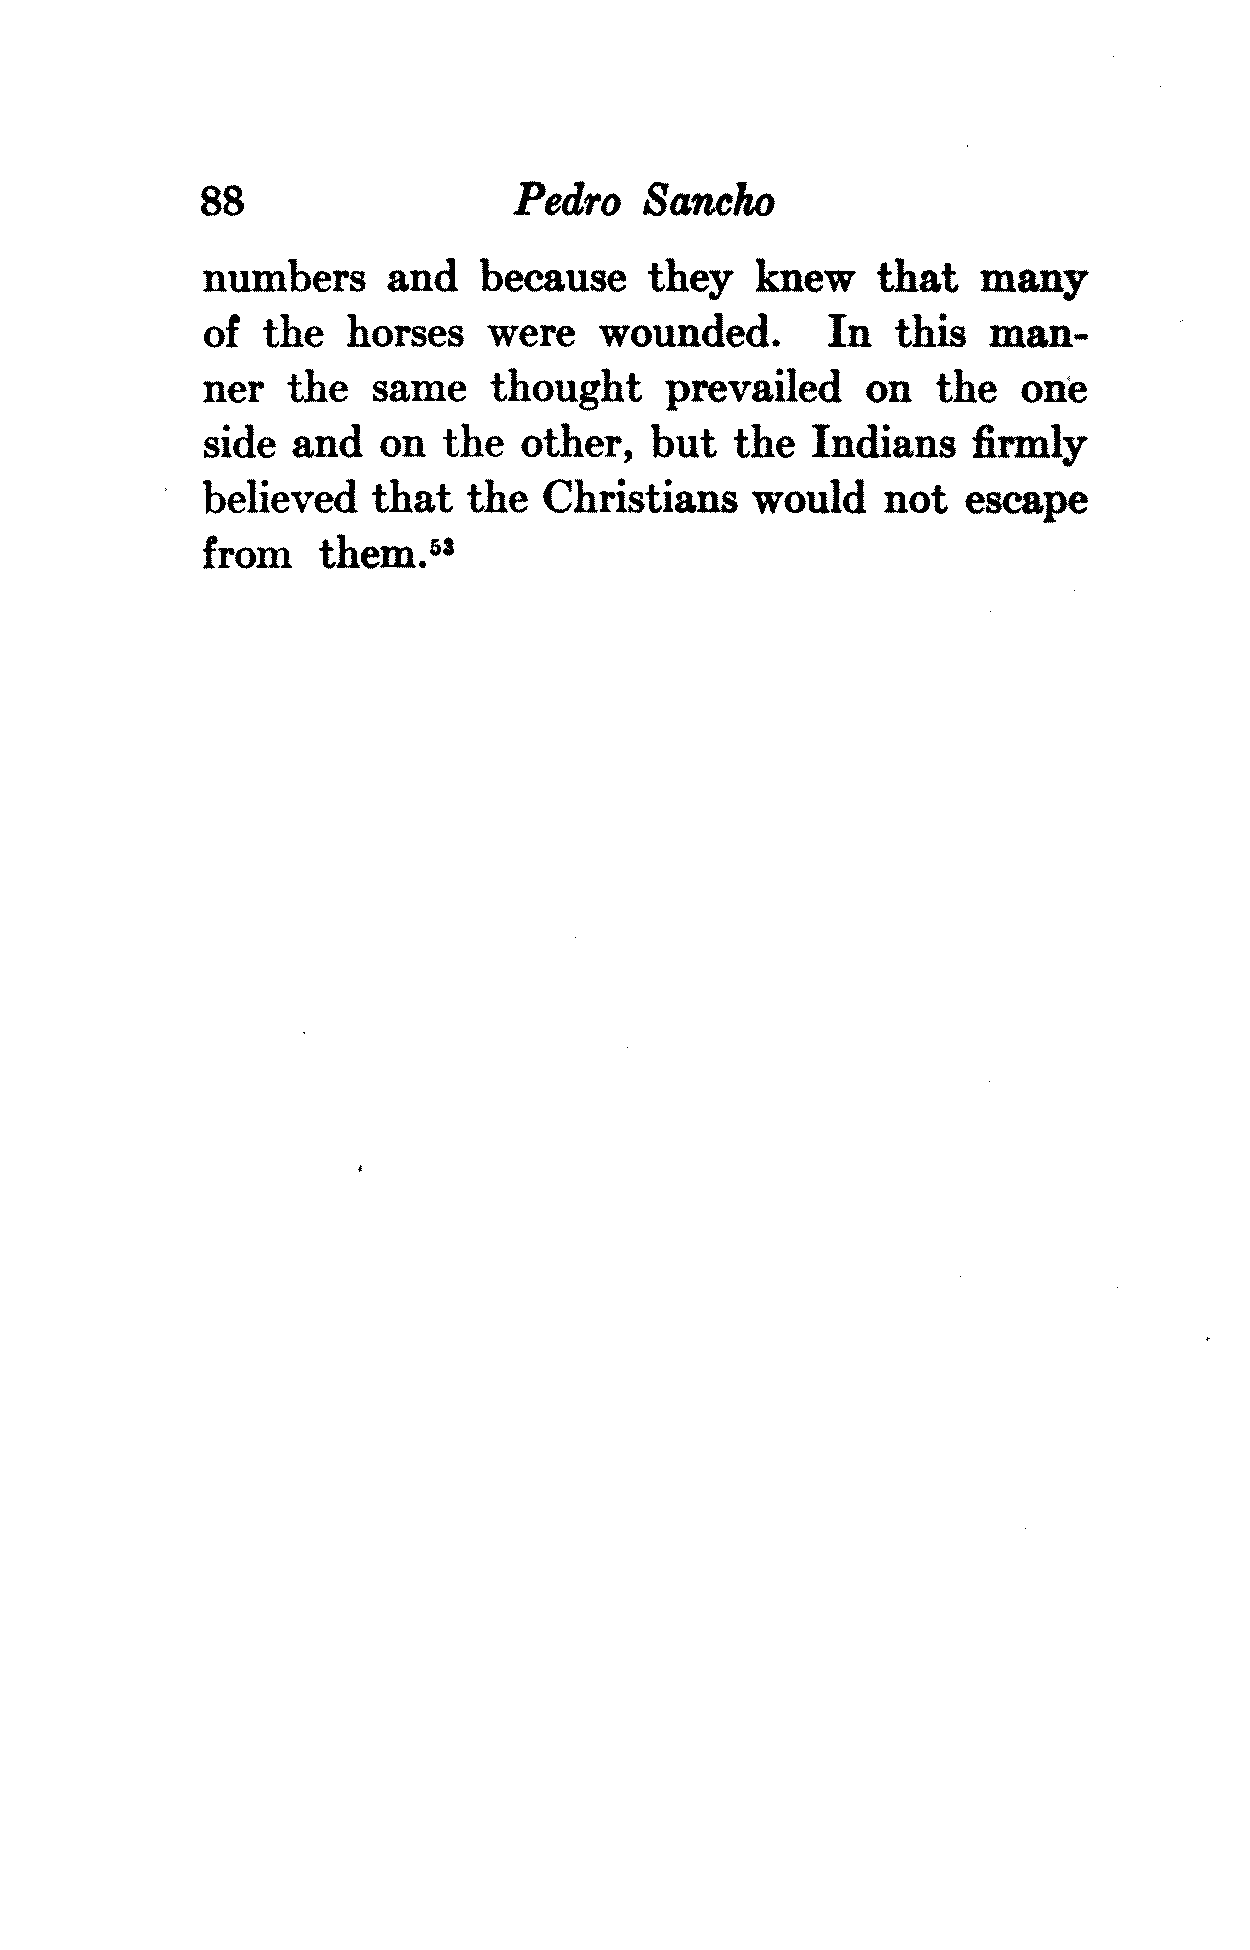 88 Pedro Sancho
numbers and because they knew that many
of the horses were wounded. In this man-
ner the same thought prevailed on the one
side and on the other, but the Indians firmly
believed that the Christians would not escape
from them.⁵³